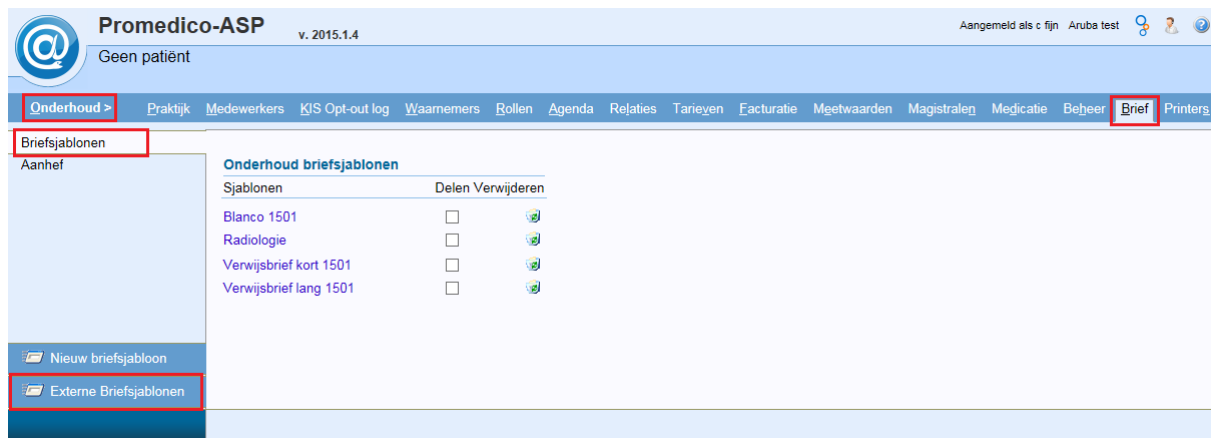 Promedico-ASP v. 2015.1.4 Aangemeld als c fijn Aruba test
Geen patiënt
Onderhoud > Praktijk Medewerkers KIS Opt-out log Waarnemers Rollen Agenda Relaties Tarieven Facturatie Meetwaarden Magistralen Medicatie Beheer Brief Printers
Briefsjablonen
Aanhef
Onderhoud briefsjablonen
Sjablonen Delen Verwijderen
Blanco 1501
Radiologie
Verwijsbrief kort 1501
Verwijsbrief lang 1501
Nieuw briefsjabloon
Externe Briefsjablonen